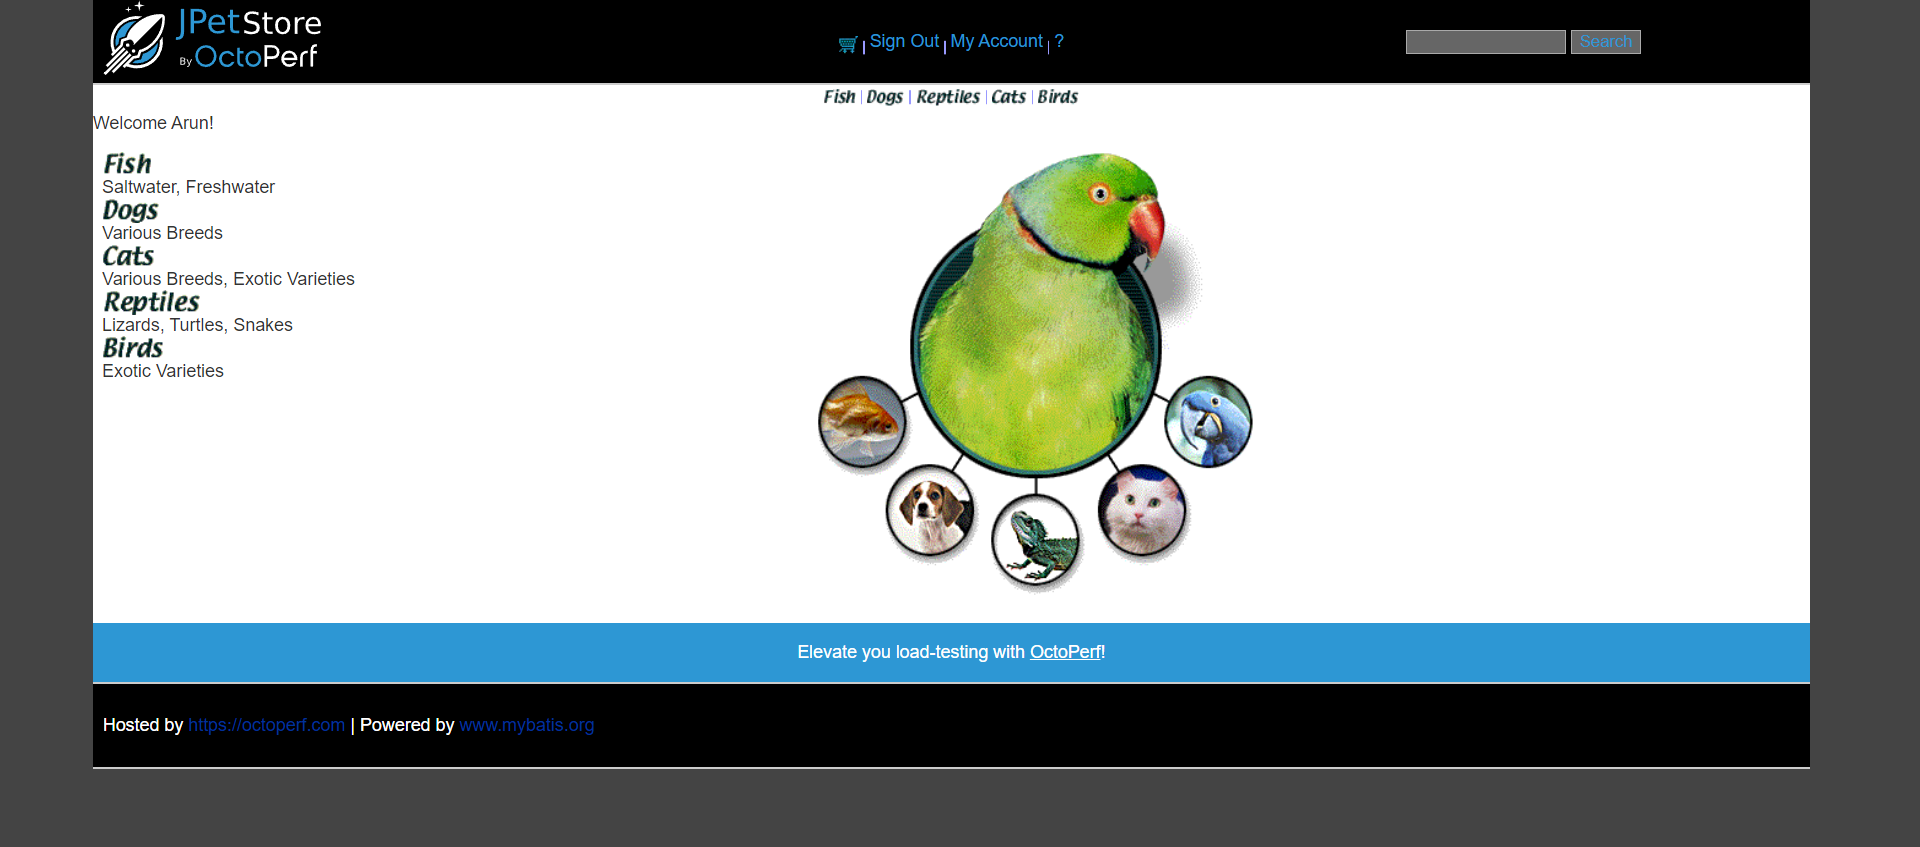 JPetStore
By OctoPerf
| Sign Out | My Account | ?
Search
Fish | Dogs | Reptiles | Cats | Birds
Welcome Arun!
Fish
Saltwater, Freshwater
Dogs
Various Breeds
Cats
Various Breeds, Exotic Varieties
Reptiles
Lizards, Turtles, Snakes
Birds
Exotic Varieties
Elevate you load-testing with OctoPerf!
Hosted by https://octoperf.com | Powered by www.mybatis.org